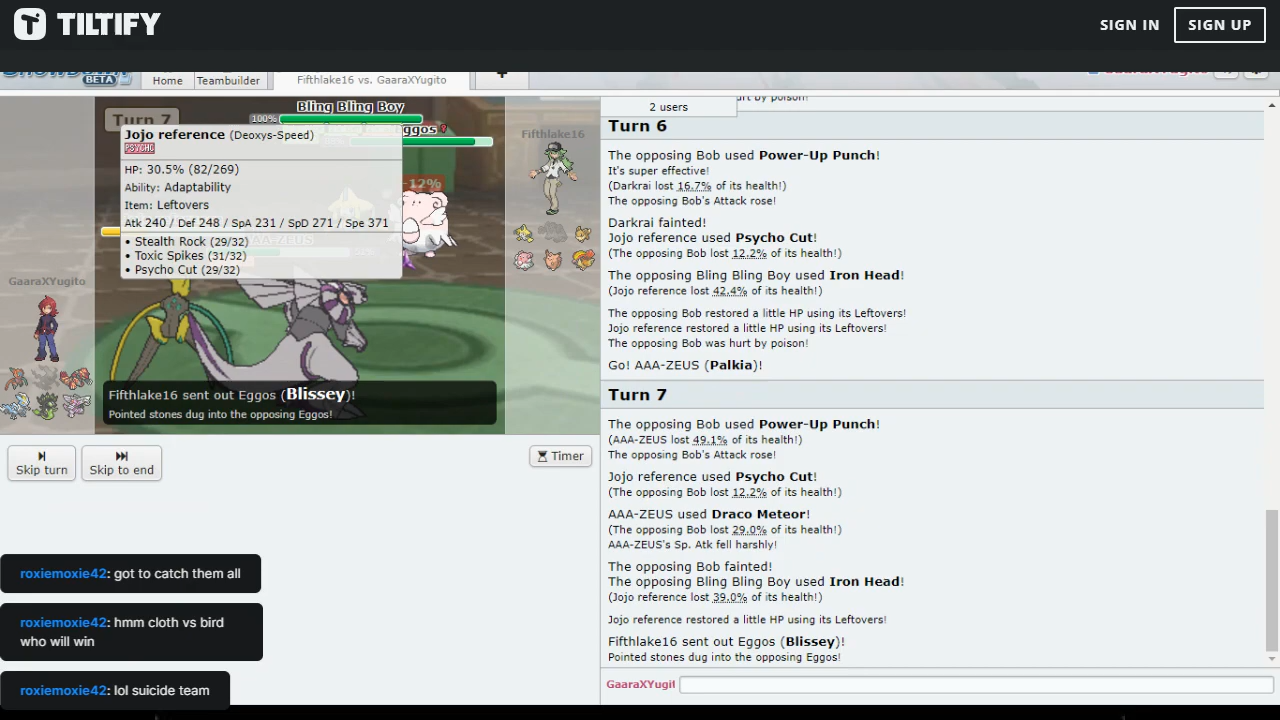 TILTIFY
SIGN IN
SIGN UP
BETA
Home
Teambuilder
Fifthlake16 vs. GaaraXYugito
Turn 7
Bling Bling Boy
100%
Jojo reference (Deoxys-Speed)
PSYCHC
HP: 30.5% (82/269)
Ability: Adaptability
Item: Leftovers
Atk 240 / Def 248 / SpA 231 / SpD 271 / Spe 371
• Stealth Rock (29/32)
• Toxic Spikes (31/32)
• Psycho Cut (29/32)
-12%
Fifthlake16
GaaraXYugito
Fifthlake16 sent out Eggos (Blissey)!
Pointed stones dug into the opposing Eggos!
Skip turn
Skip to end
Timer
roxiemoxie42: got to catch them all
roxiemoxie42: hmm cloth vs bird
who will win
roxiemoxie42: lol suicide team
2 users
urt by poison!
Turn 6
The opposing Bob used Power-Up Punch!
It's super effective!
(Darkrai lost 16.7% of its health!)
The opposing Bob's Attack rose!
Darkrai fainted!
Jojo reference used Psycho Cut!
(The opposing Bob lost 12.2% of its health!)
The opposing Bling Bling Boy used Iron Head!
(Jojo reference lost 42.4% of its health!)
The opposing Bob restored a little HP using its Leftovers!
Jojo reference restored a little HP using its Leftovers!
The opposing Bob was hurt by poison!
Go! AAA-ZEUS (Palkia)!
Turn 7
The opposing Bob used Power-Up Punch!
(AAA-ZEUS lost 49.1% of its health!)
The opposing Bob's Attack rose!
Jojo reference used Psycho Cut!
(The opposing Bob lost 12.2% of its health!)
AAA-ZEUS used Draco Meteor!
(The opposing Bob lost 29.0% of its health!)
AAA-ZEUS's Sp. Atk fell harshly!
The opposing Bob fainted!
The opposing Bling Bling Boy used Iron Head!
(Jojo reference lost 39.0% of its health!)
Jojo reference restored a little HP using its Leftovers!
Fifthlake16 sent out Eggos (Blissey)!
Pointed stones dug into the opposing Eggos!
GaaraXYugit